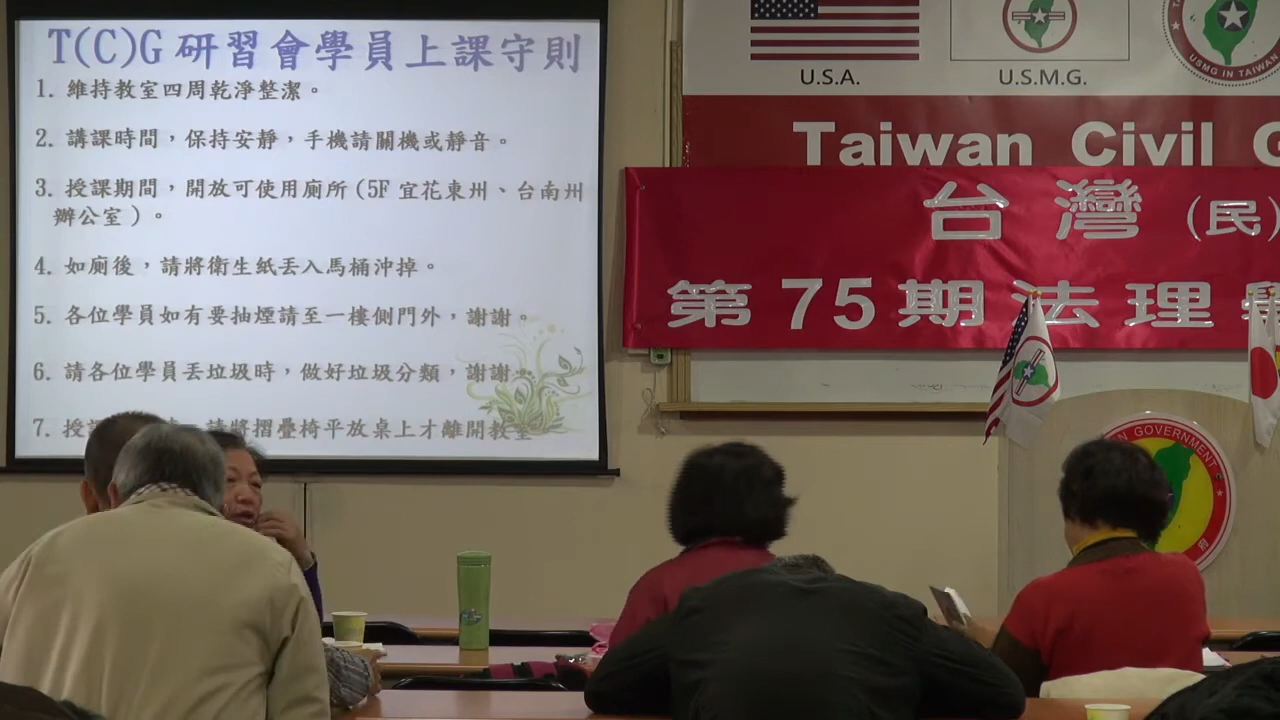 T(C)G 研習會學員上課守則
1. 維持教室四周乾淨整潔。
2. 講課時間，保持安靜，手機請關機或靜音。
3. 授課期間，開放可使用廁所(5F 宜花東州、台南州
辦公室)。
4. 如廁後，請將衛生紙丟入馬桶沖掉。
5. 各位學員如有要抽煙請至一樓側門外，謝謝。
6. 請各位學員丟垃圾時，做好垃圾分類，謝謝
7. 授 請將摺疊椅平放桌上才離開教室
U.S.A.
U.S.M.G.
USMG IN TAIWAN
Taiwan Civil G
台灣(民)
第75期法理學
GOVERNMENT